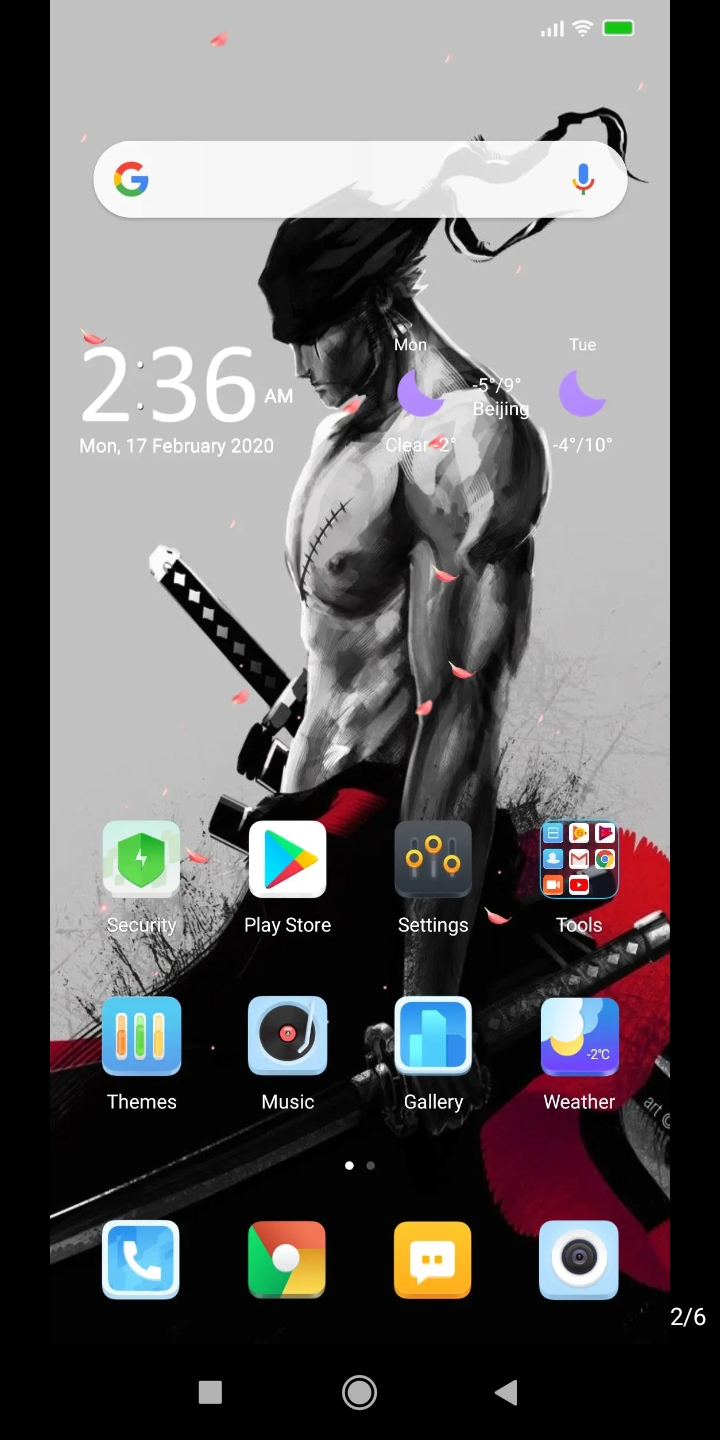 2:36 AM
Mon, 17 February 2020
Mon
Clear -2°
-5°/9°
Beijing
Tue
-4°/10°
Security
Play Store
Settings
Tools
Themes
Music
Gallery
-2°C
Weather
art ©
2/6